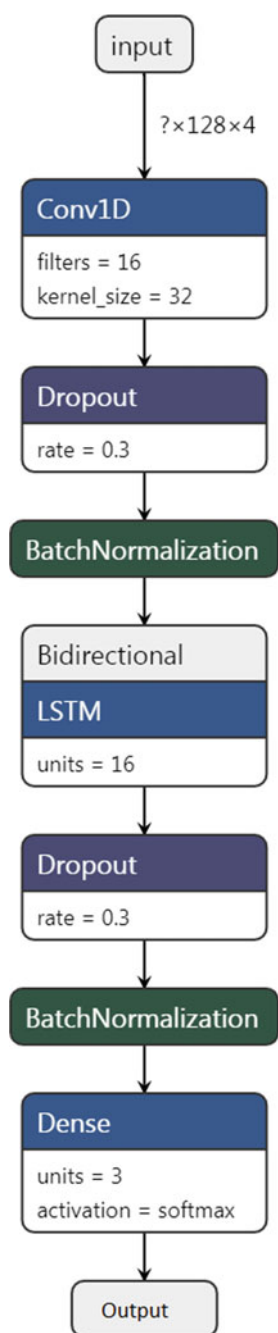 input
?×128×4
Conv1D
filters = 16
kernel_size = 32
Dropout
rate = 0.3
BatchNormalization
Bidirectional
LSTM
units = 16
Dropout
rate = 0.3
BatchNormalization
Dense
units = 3
activation = softmax
Output